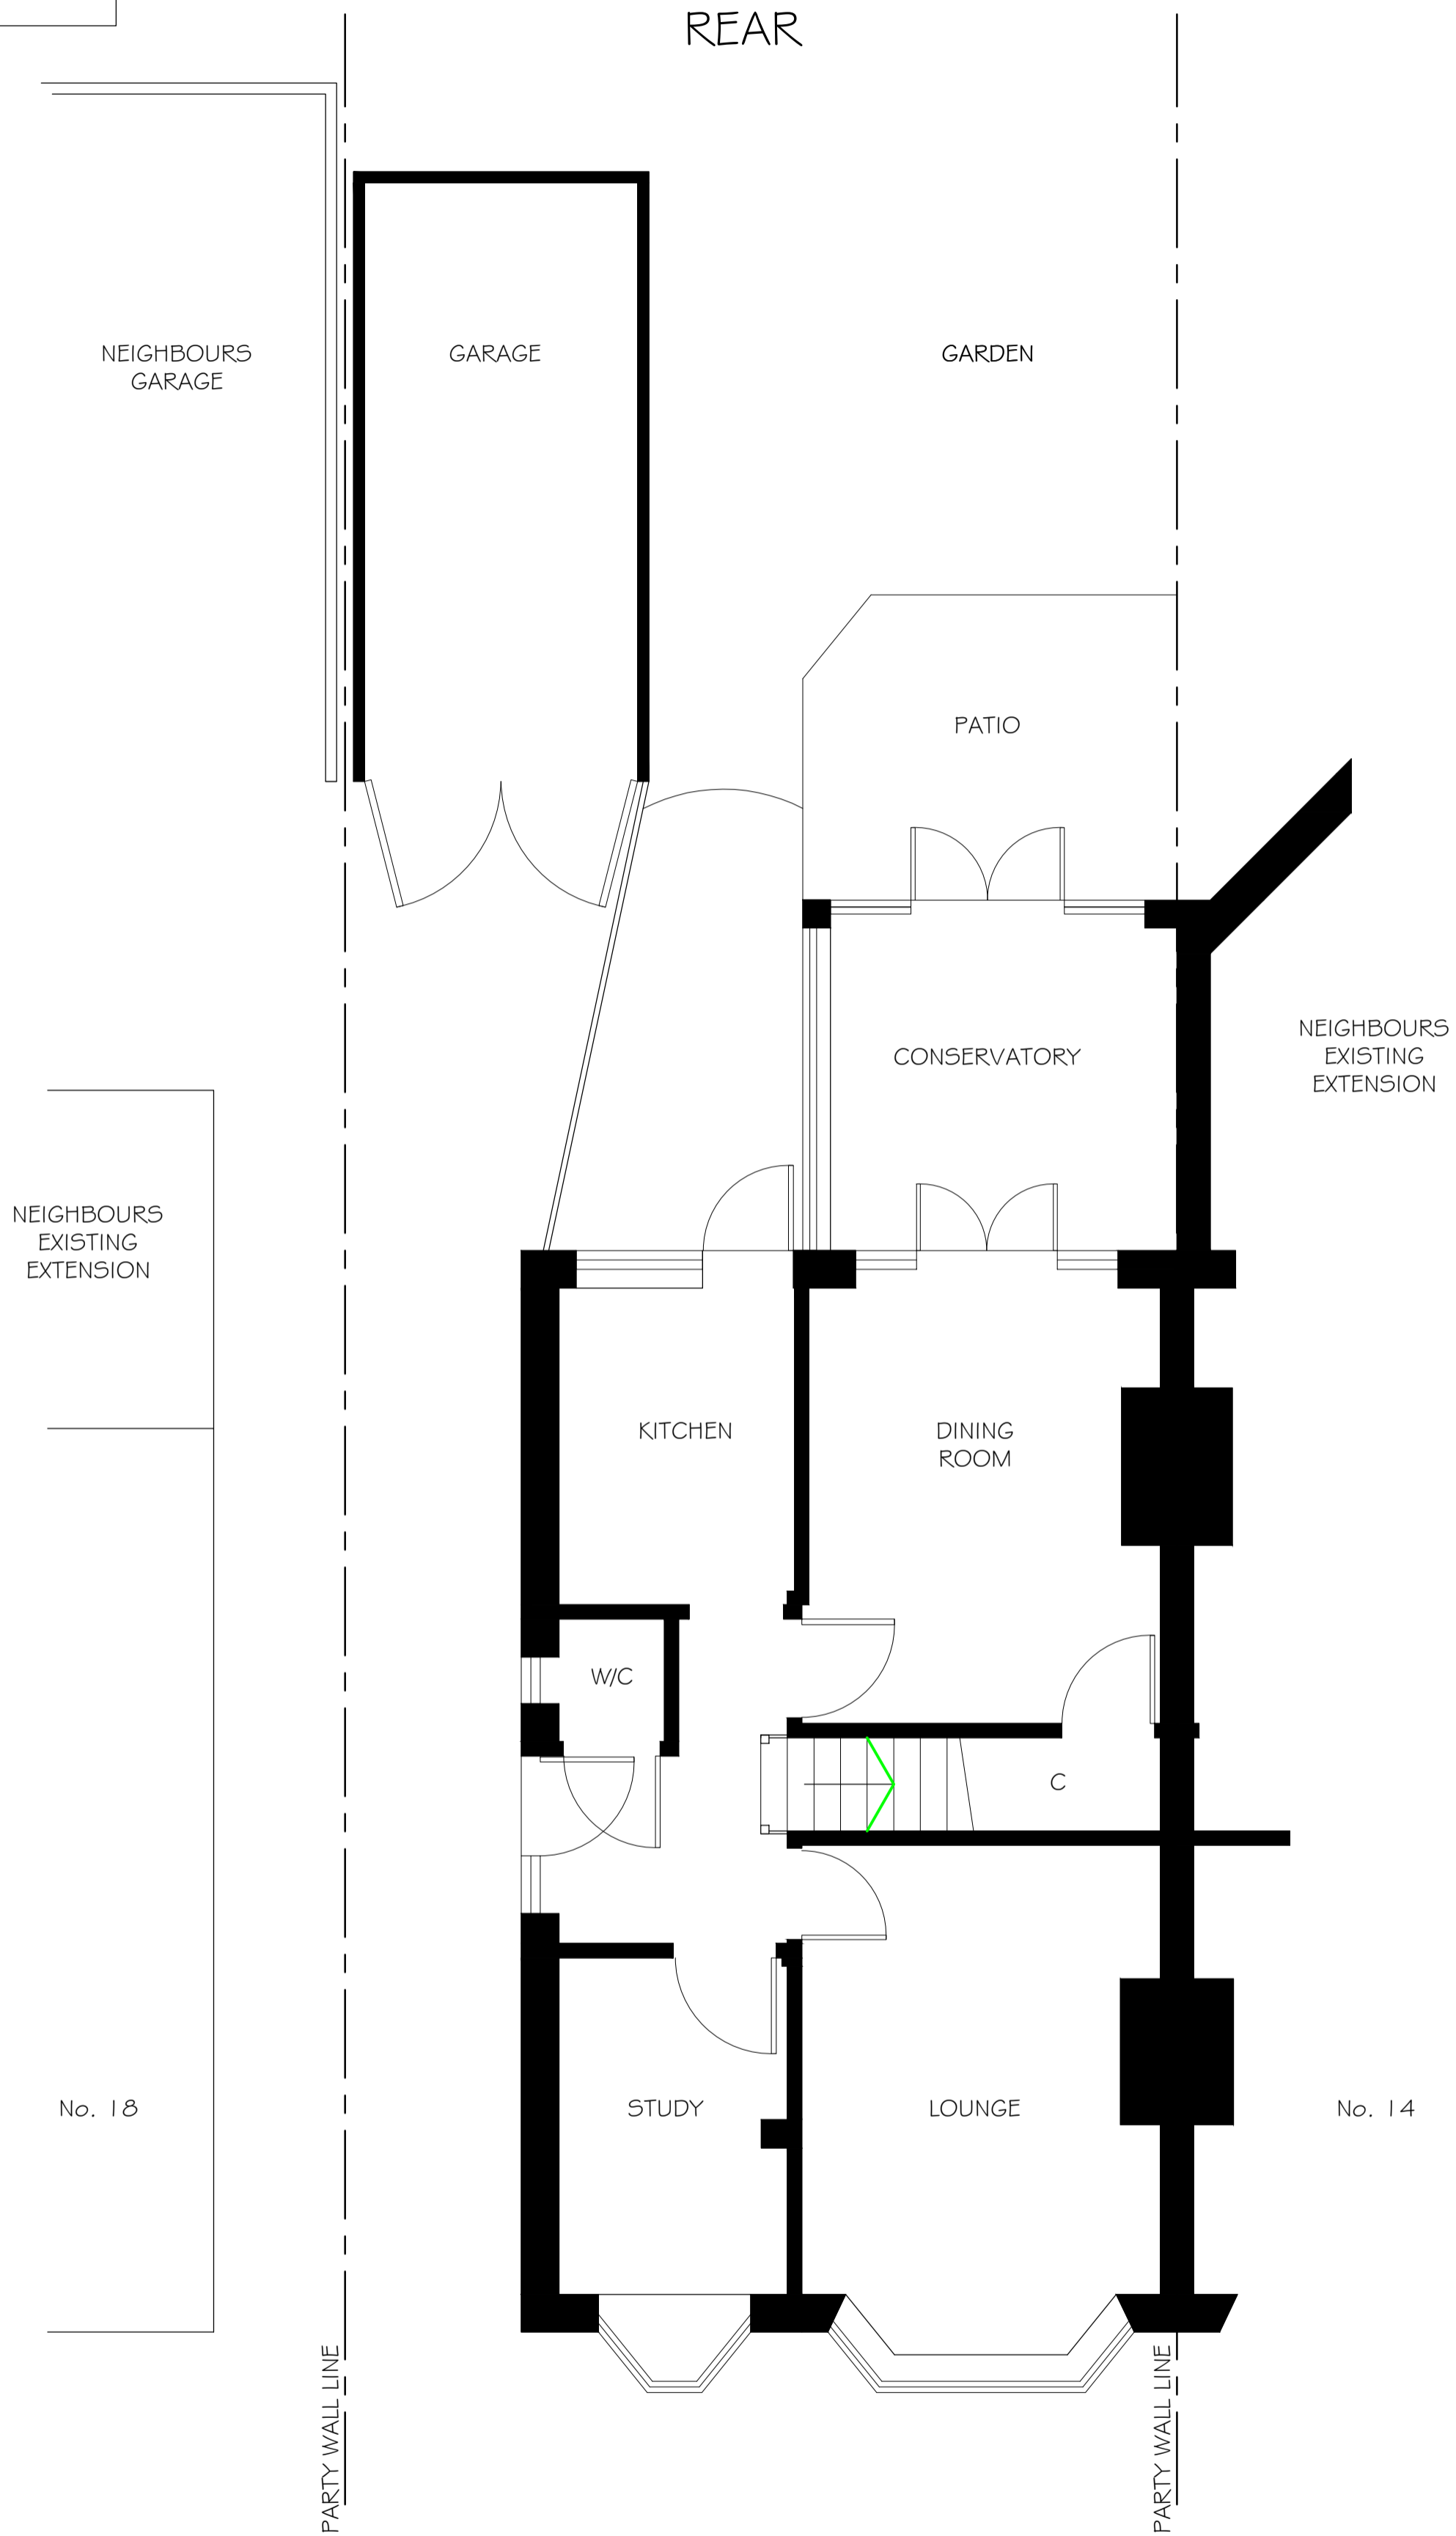 REAR
NEIGHBOURS
GARAGE
GARAGE
GARDEN
PATIO
CONSERVATORY
NEIGHBOURS
EXISTING
EXTENSION
NEIGHBOURS
EXISTING
EXTENSION
KITCHEN
DINING
ROOM
W/C
C
No. 18
STUDY
LOUNGE
No. 14
PARTY WALL LINE
PARTY WALL LINE